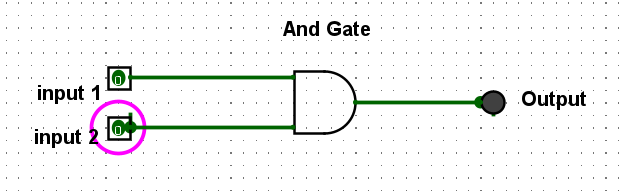 And Gate
input 1
0
Output
input 2
0